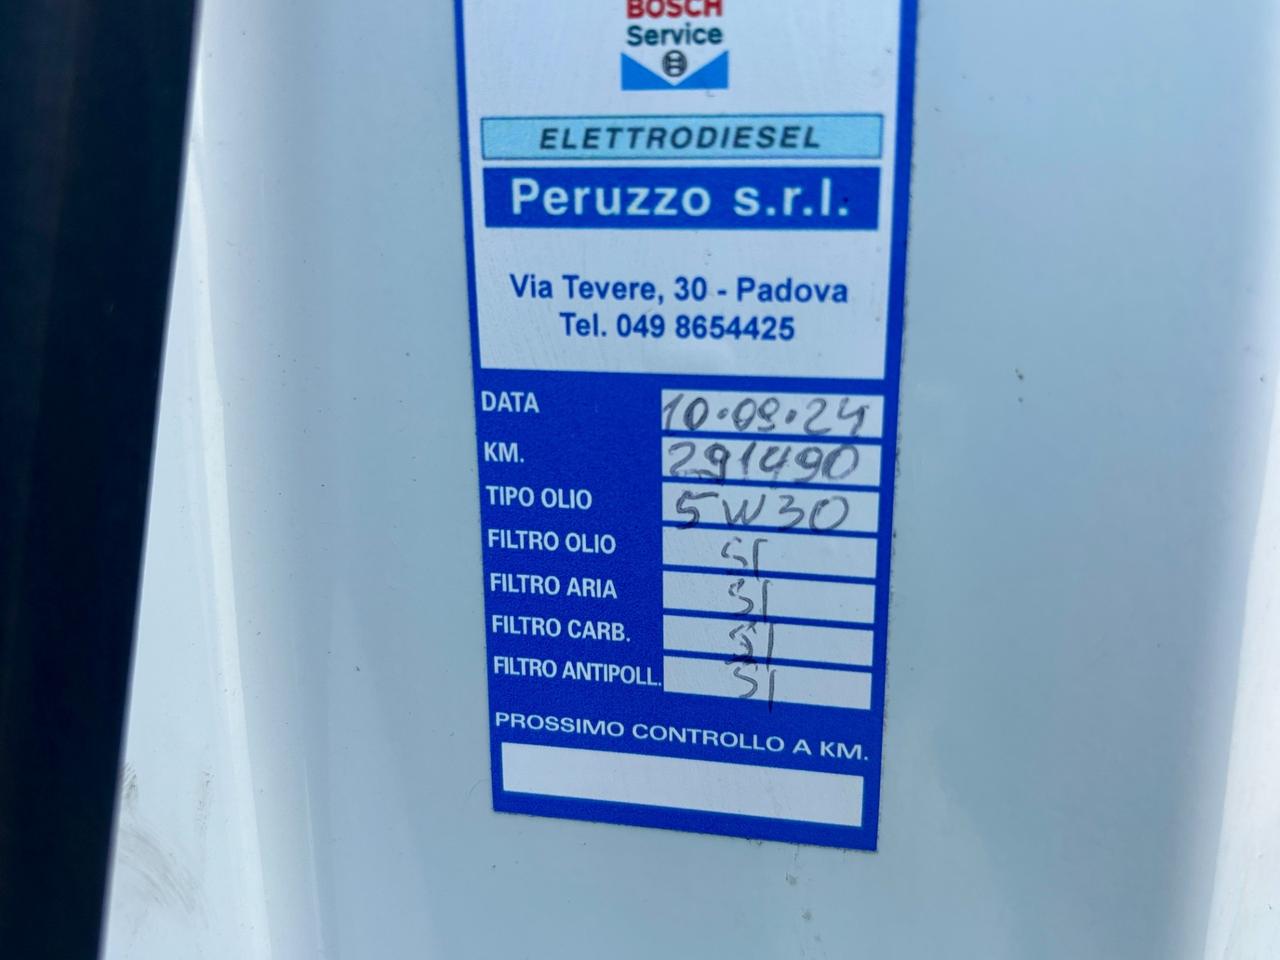 BOSCH
Service
ELETTRODIESEL
Peruzzo s.r.l.
Via Tevere, 30 - Padova
Tel. 049 8654425
DATA 10.09.24
KM. 291490
TIPO OLIO 5W30
FILTRO OLIO SI
FILTRO ARIA SI
FILTRO CARB. SI
FILTRO ANTIPOLL. SI
PROSSIMO CONTROLLO A KM.